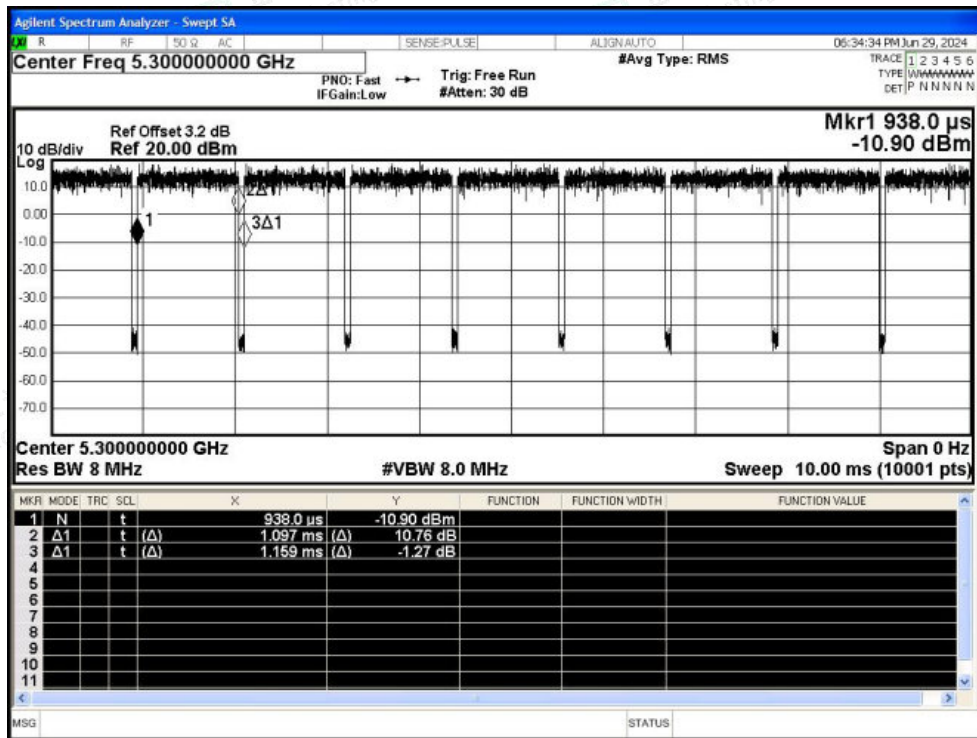 Agilent Spectrum Analyzer - Swept SA
LXI R RF 50 Ω AC SENSE:PULSE ALIGNAUTO 06:34:34 PM Jun 29, 2024
Center Freq 5.300000000 GHz
PNO: Fast
IFGain:Low
Trig: Free Run
#Atten: 30 dB
#Avg Type: RMS
TRACE 1 2 3 4 5 6
TYPE WWWWWW
DET P N N N N N
Mkr1 938.0 µs
-10.90 dBm
Ref Offset 3.2 dB
10 dB/div Ref 20.00 dBm
Log
10.0
0.00
-10.0
-20.0
-30.0
-40.0
-50.0
-60.0
-70.0
1
2Δ1
3Δ1
Center 5.300000000 GHz Span 0 Hz
Res BW 8 MHz #VBW 8.0 MHz Sweep 10.00 ms (10001 pts)
MKR MODE TRC SCL X Y FUNCTION FUNCTION WIDTH FUNCTION VALUE
1 N t 938.0 µs -10.90 dBm
2 Δ1 t (Δ) 1.097 ms (Δ) 10.76 dB
3 Δ1 t (Δ) 1.159 ms (Δ) -1.27 dB
4
5
6
7
8
9
10
11
MSG STATUS